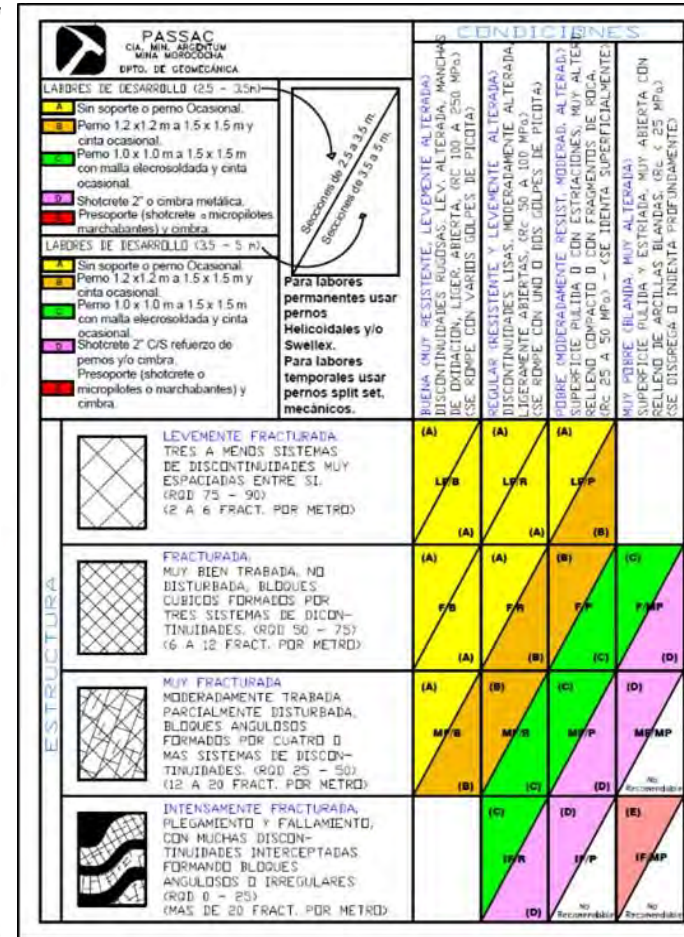 PASSAC
CIA. MIN. ARGENTUM
MINA MOROCOCHA
DPTO. DE GEOMECÁNICA
LABORES DE DESARROLLO (2.5 - 3.5m)
A Sin soporte o perno Ocasional.
B Perno 1.2 x1.2 m a 1.5 x 1.5 m y
cinta ocasional.
C Perno 1.0 x 1.0 m a 1.5 x 1.5 m
con malla elecrosoldada y cinta
ocasional.
D Shotcrete 2" o cimbra metálica.
Presoporte (shotcrete o micropilotes
marchabantes) y cimbra.
LABORES DE DESARROLLO (3.5 - 5 m)
A Sin soporte o perno Ocasional.
B Perno 1.2 x1.2 m a 1.5 x 1.5 m y
cinta ocasional.
C Perno 1.0 x 1.0 m a 1.5 x 1.5 m
con malla elecrosoldada y cinta
ocasional.
D Shotcrete 2" C/S refuerzo de
pernos y/o cimbra.
Presoporte (shotcrete o
micropilotes o marchabantes) y
cimbra.
Secciones de 2.5 a 3.5 m.
Secciones de 3.5 a 5 m.
Para labores
permanentes usar
pernos
Helicoidales y/o
Swellex.
Para labores
temporales usar
pernos split set,
mecánicos.
CONDICIONES
BUENA (MUY RESISTENTE, LEVEMENTE ALTERADA)
DISCONTINUIDADES RUGOSAS, LEV. ALTERADA, MANCHAS
DE OXIDACION, LIGER. ABIERTA, (RC 100 A 250 MPa)
(SE ROMPE CON VARIOS GOLPES DE PICOTA)
REGULAR (RESISTENTE Y LEVEMENTE ALTERADA)
DISCONTINUIDADES LISAS, MODERADAMENTE ALTERADA,
LIGERAMENTE ABIERTAS, (Rc 50 A 100 MPa)
(SE ROMPE CON UNO O DOS GOLPES DE PICOTA)
POBRE (MODERADAMENTE RESIST, MODERAD. ALTERAD.)
SUPERFICIE PULIDA O CON ESTRIACIONES, MUY ALTER
RELLENO COMPACTO O CON FRAGMENTOS DE ROCA,
(Rc 25 A 50 MPa) - (SE IDENTA SUPERFICIALMENTE)
MUY POBRE (BLANDA, MUY ALTERADA)
SUPERFICIE PULIDA Y ESTRIADA, MUY ABIERTA CON
RELLENO DE ARCILLAS BLANDAS, (Rc < 25 MPa)
(SE DISGREGA O INDENTA PROFUNDAMENTE)
ESTRUCTURA
LEVEMENTE FRACTURADA.
TRES A MENOS SISTEMAS
DE DISCONTINUIDADES MUY
ESPACIADAS ENTRE SI.
(RQD 75 - 90)
(2 A 6 FRACT. POR METRO)
(A) LF/B (A)
(A) LF/R (A)
(A) LF/P (B)
FRACTURADA.
MUY BIEN TRABADA, NO
DISTURBADA, BLOQUES
CUBICOS FORMADOS POR
TRES SISTEMAS DE DICON-
TINUIDADES. (RQD 50 - 75)
(6 A 12 FRACT. POR METRO)
(A) F/B (A)
(A) F/R (B)
(B) F/P (C)
(C) F/MP (D)
MUY FRACTURADA
MODERADAMENTE TRABADA
PARCIALMENTE DISTURBADA,
BLOQUES ANGULOSOS
FORMADOS POR CUATRO O
MAS SISTEMAS DE DISCON-
TINUIDADES. (RQD 25 - 50)
(12 A 20 FRACT. POR METRO)
(A) MF/B (B)
(B) MF/R (C)
(C) MF/P (D)
(D) MF/MP No Recomendable
INTENSAMENTE FRACTURADA,
PLEGAMIENTO Y FALLAMIENTO,
CON MUCHAS DISCON-
TINUIDADES INTERCEPTADAS
FORMANDO BLOQUES
ANGULOSOS O IRREGULARES
(RQD 0 - 25)
(MAS DE 20 FRACT. POR METRO)
(C) IF/R (D)
(D) IF/P No Recomendable
(E) IF/MP No Recomendable